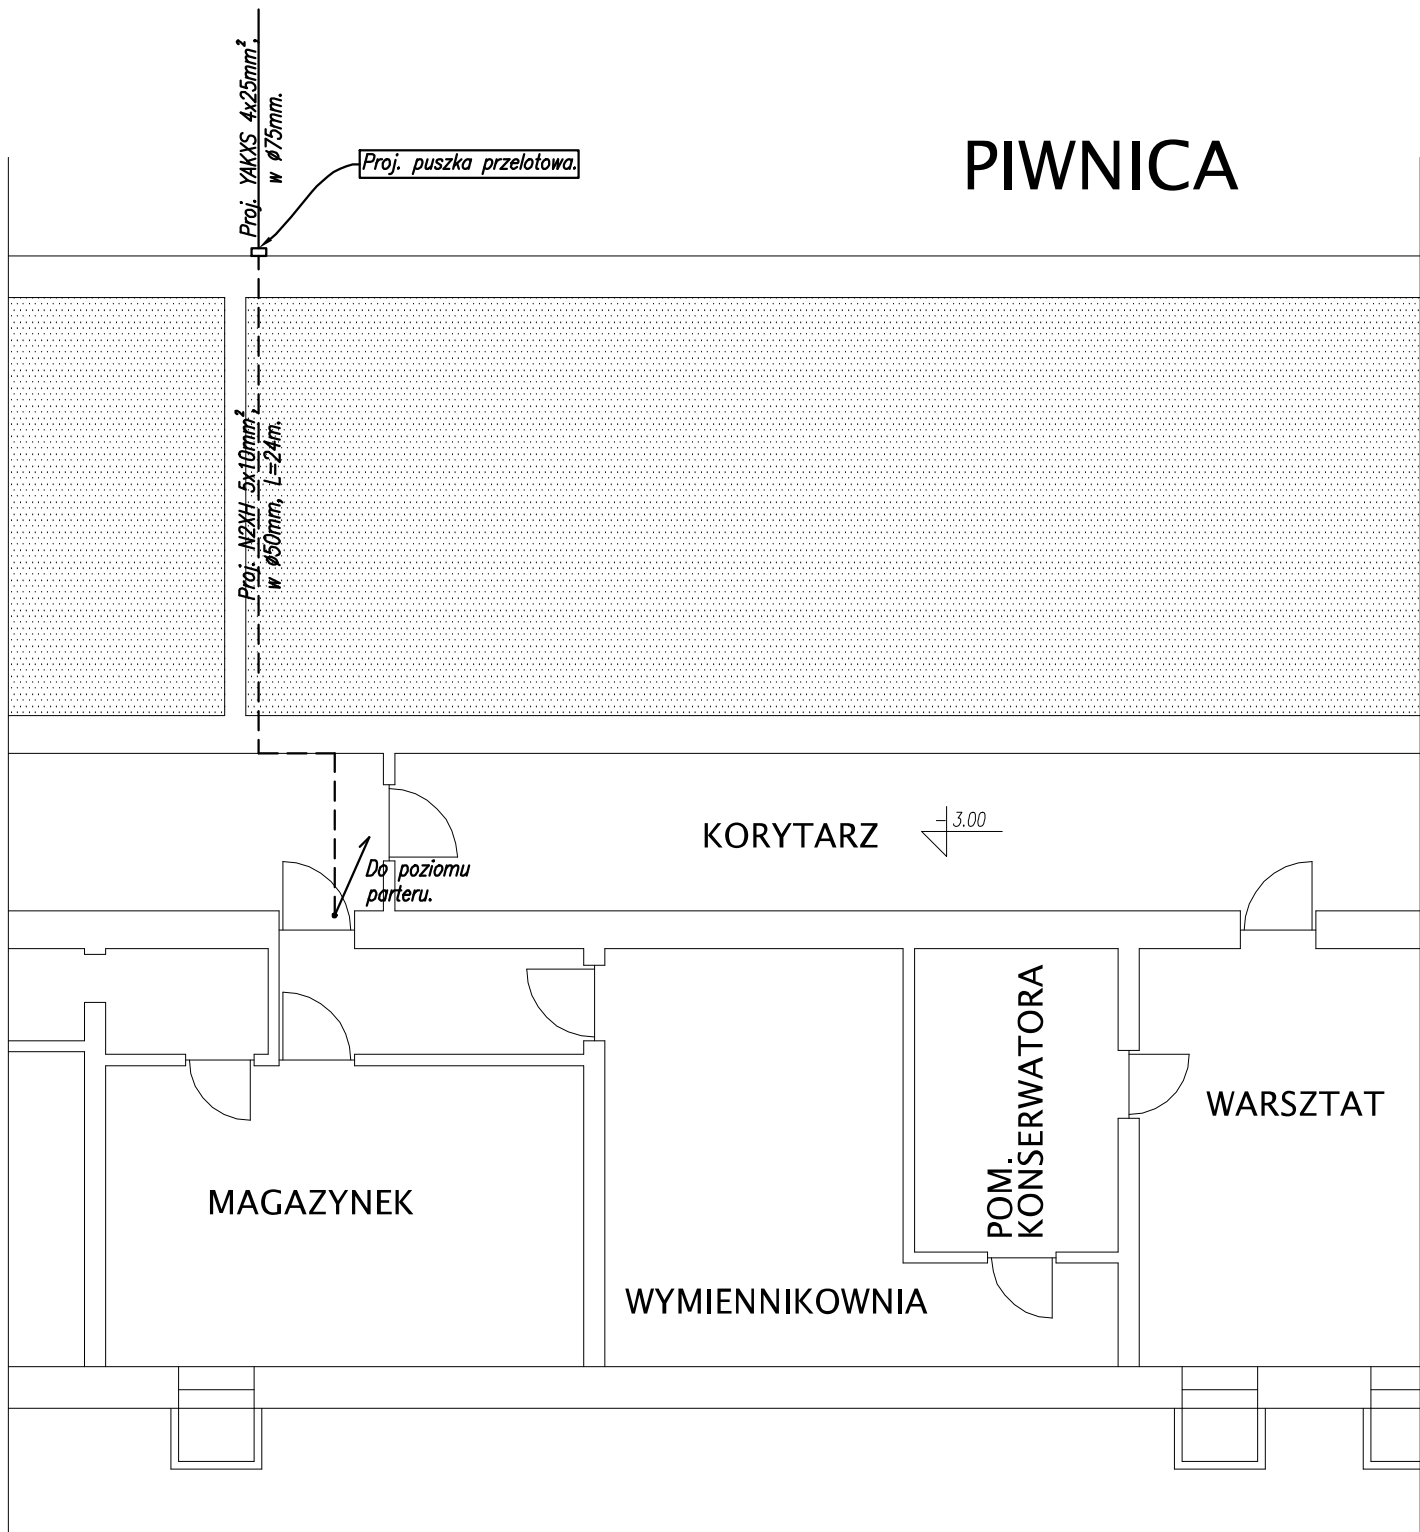 Proj. YAKXS 4x25mm²,
w ø75mm.
Proj. puszka przelotowa.
PIWNICA
Proj. N2XH 5x10mm²,
w ø50mm, L=24m,
KORYTARZ
- 3.00
Do poziomu
parteru.
POM.
KONSERWATORA
WARSZTAT
MAGAZYNEK
WYMIENNIKOWNIA